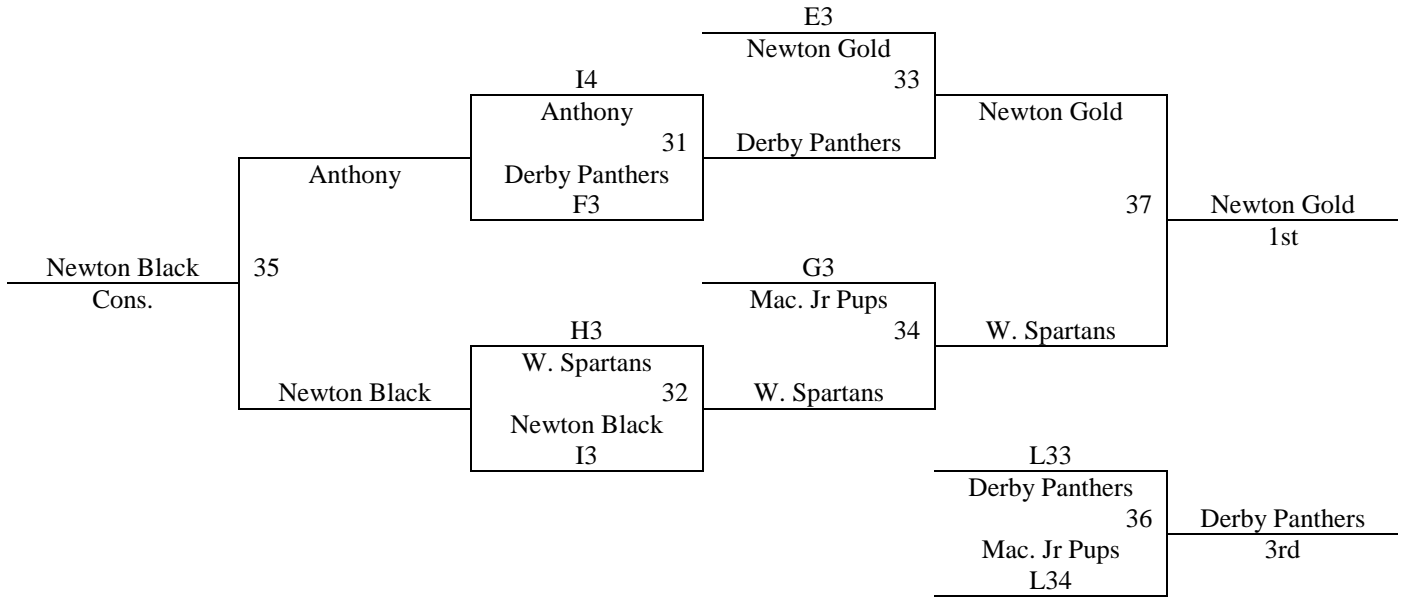 E3
Newton Gold
I4
33
Anthony
Newton Gold
31
Derby Panthers
Anthony
Derby Panthers
F3
37
Newton Gold
1st
Newton Black
35
G3
Cons.
Mac. Jr Pups
H3
34
W. Spartans
W. Spartans
Newton Black
32
W. Spartans
Newton Black
I3
L33
Derby Panthers
36
Derby Panthers
Mac. Jr Pups
3rd
L34